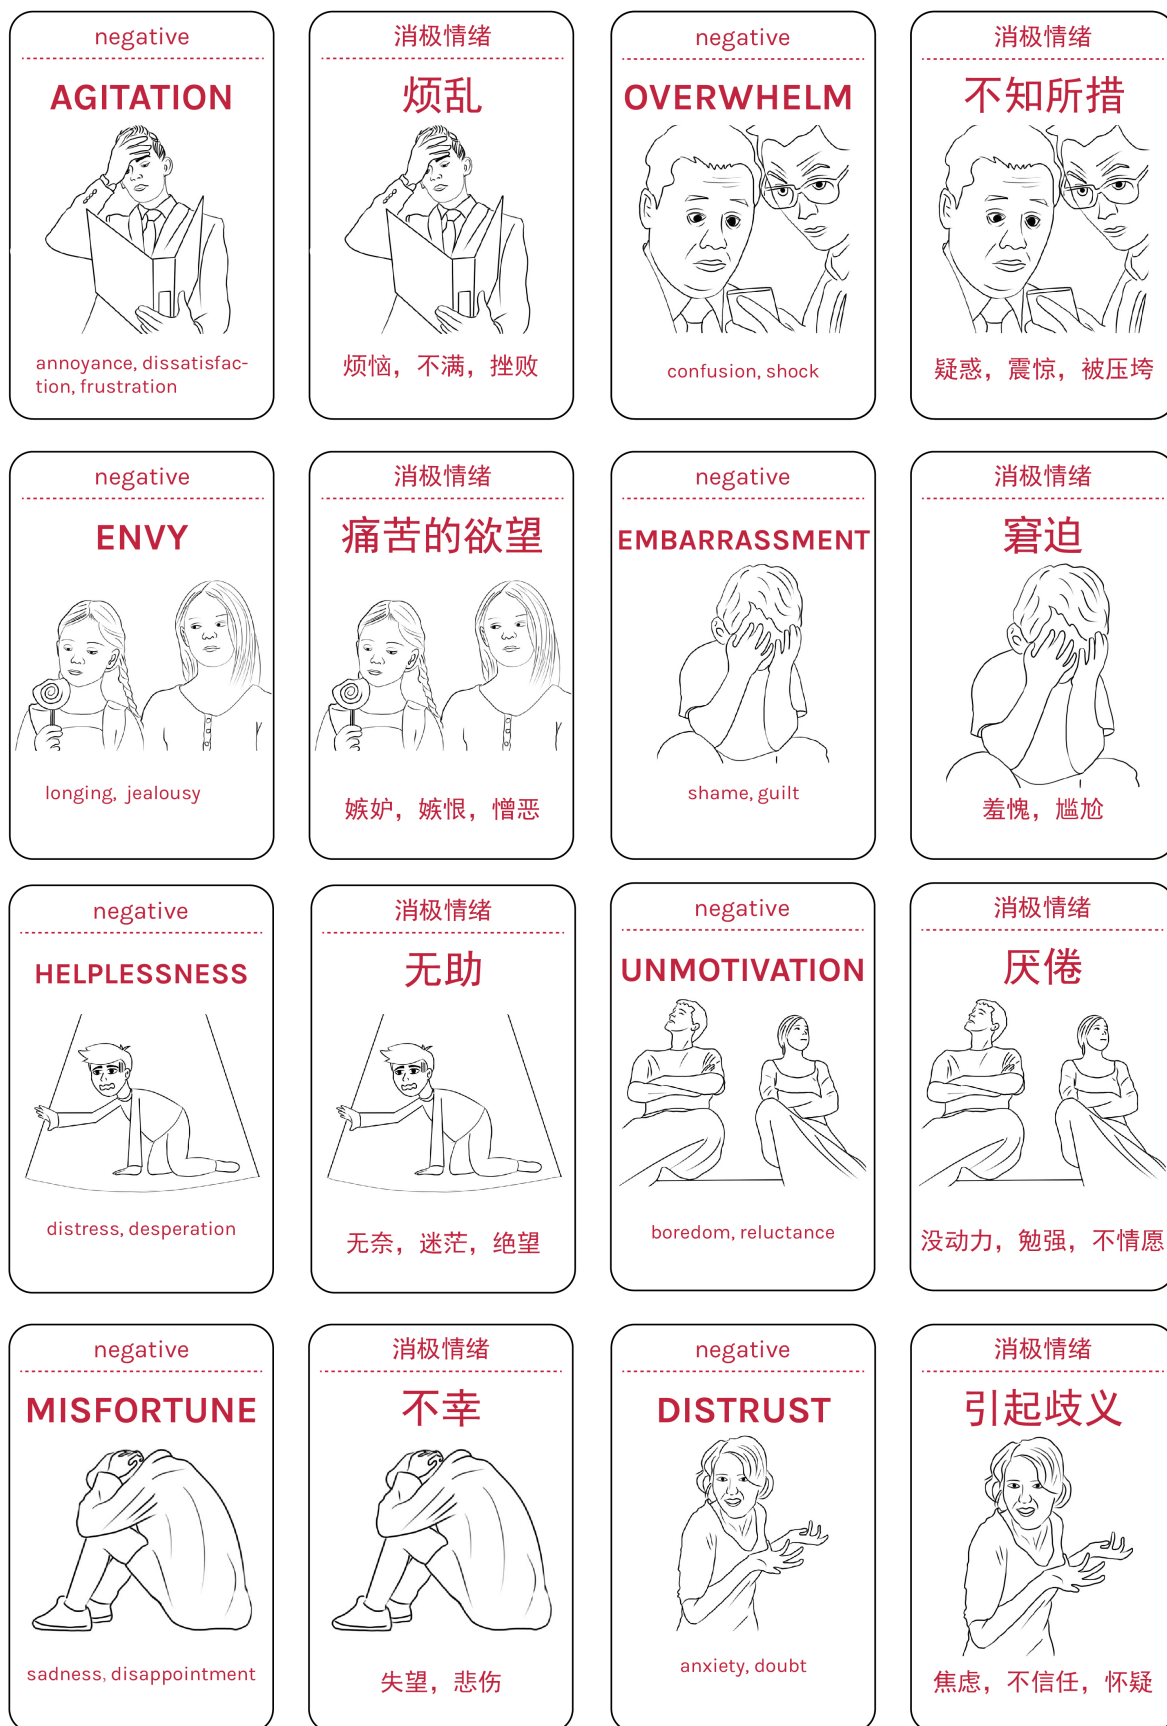 negative
AGITATION
annoyance, dissatisfac-
tion, frustration
消极情绪
烦乱
烦恼，不满，挫败
negative
OVERWHELM
confusion, shock
消极情绪
不知所措
疑惑，震惊，被压垮
negative
ENVY
longing, jealousy
消极情绪
痛苦的欲望
嫉妒，嫉恨，憎恶
negative
EMBARRASSMENT
shame, guilt
消极情绪
窘迫
羞愧，尴尬
negative
HELPLESSNESS
distress, desperation
消极情绪
无助
无奈，迷茫，绝望
negative
UNMOTIVATION
boredom, reluctance
消极情绪
厌倦
没动力，勉强，不情愿
negative
MISFORTUNE
sadness, disappointment
消极情绪
不幸
失望，悲伤
negative
DISTRUST
anxiety, doubt
消极情绪
引起歧义
焦虑，不信任，怀疑